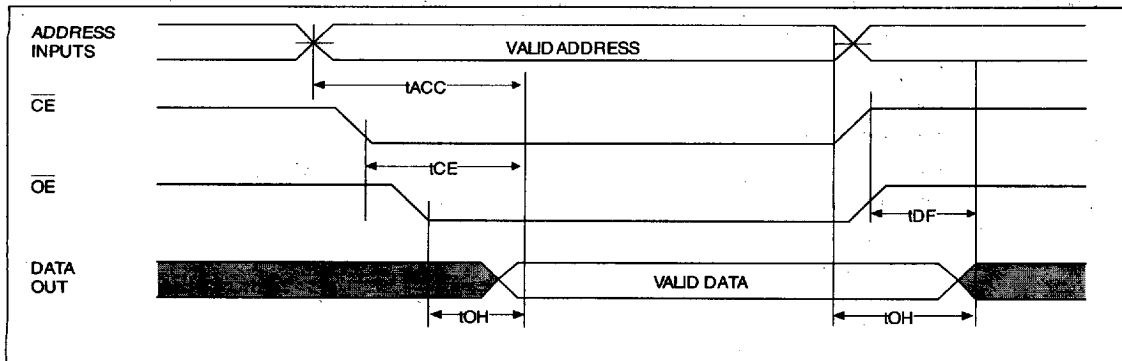 ADDRESS
INPUTS
VALID ADDRESS
tACC
CE
tCE
OE
tDF
DATA
OUT
VALID DATA
tOH
tOH